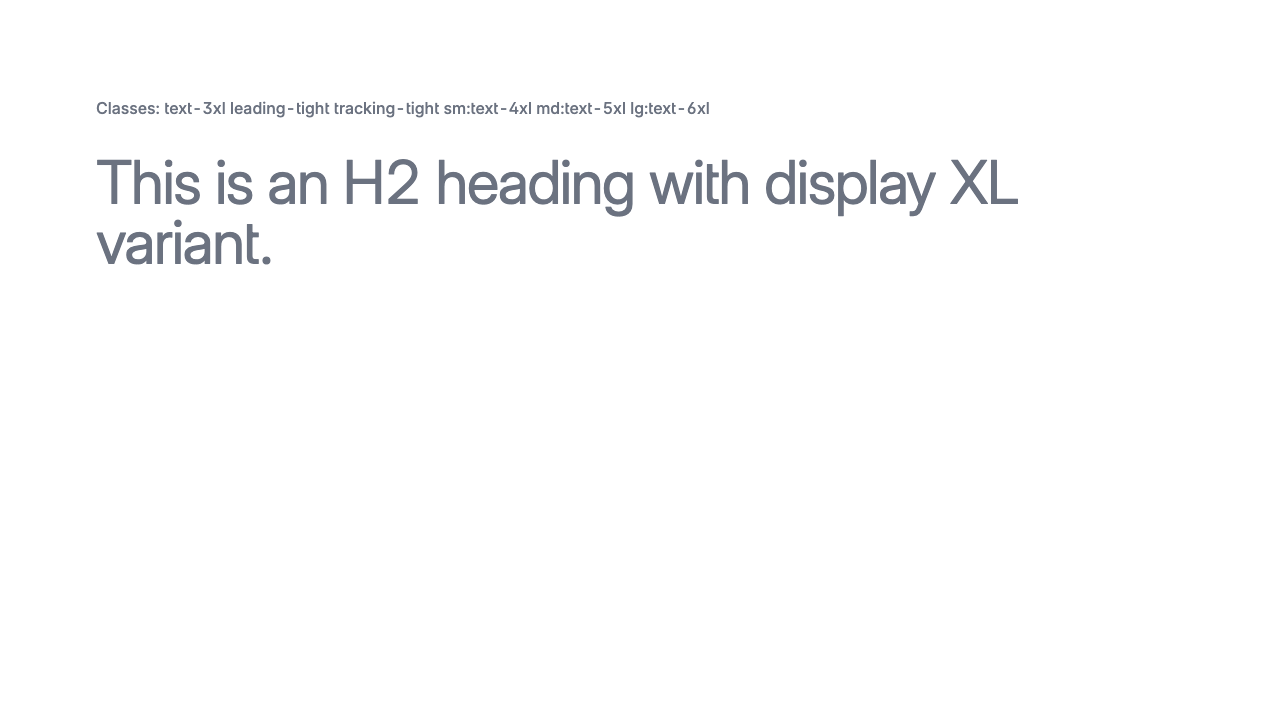 Classes: text-3xl leading-tight tracking-tight sm:text-4xl md:text-5xl lg:text-6xl
This is an H2 heading with display XL
variant.